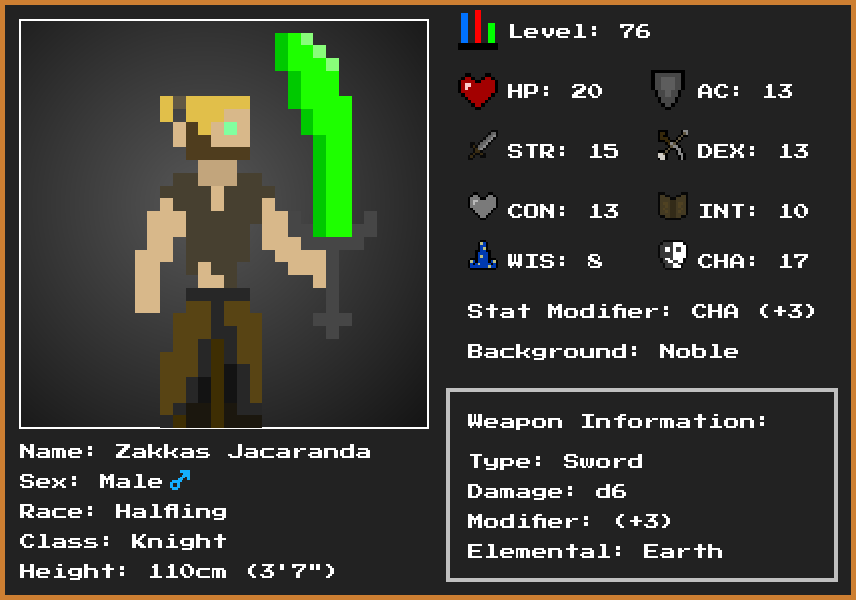 Level: 76
HP: 20
AC: 13
STR: 15
DEX: 13
CON: 13
INT: 10
WIS: 8
CHA: 17
Stat Modifier: CHA (+3)
Background: Noble
Weapon Information:
Type: Sword
Damage: d6
Modifier: (+3)
Elemental: Earth
Name: Zakkas Jacaranda
Sex: Male♂
Race: Halfling
Class: Knight
Height: 110cm (3'7")